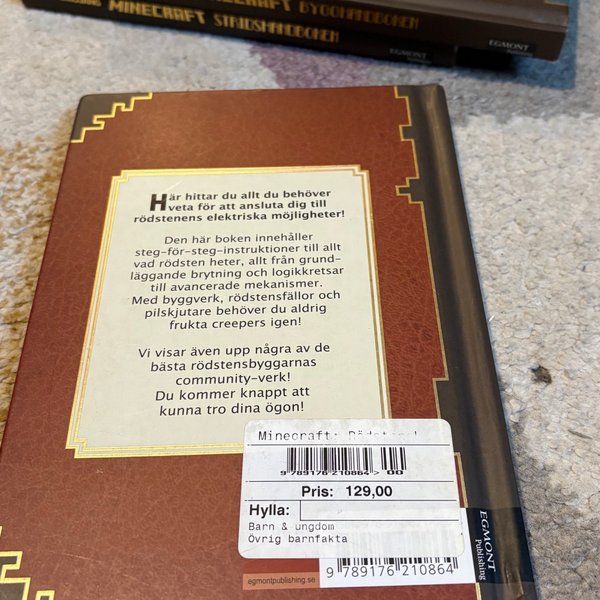 MINECRAFT BYGGHANDBOKEN
MINECRAFT STRIDSHANDBOKEN
EGMONT
Publishing
EGMONT
Här hittar du allt du behöver
veta för att ansluta dig till
rödstenens elektriska möjligheter!
Den här boken innehåller
steg-för-steg-instruktioner till allt
vad rödsten heter, allt från grund-
läggande brytning och logikkretsar
till avancerade mekanismer.
Med byggverk, rödstensfällor och
pilskjutare behöver du aldrig
frukta creepers igen!
Vi visar även upp några av de
bästa rödstensbyggarnas
community-verk!
Du kommer knappt att
kunna tro dina ögon!
Minecraft:
9 789176 210864> 00
Pris: 129,00
Hylla:
Barn & ungdom
Övrig barnfakta
EGMONT
Publishing
egmontpublishing.se
9 789176 210864